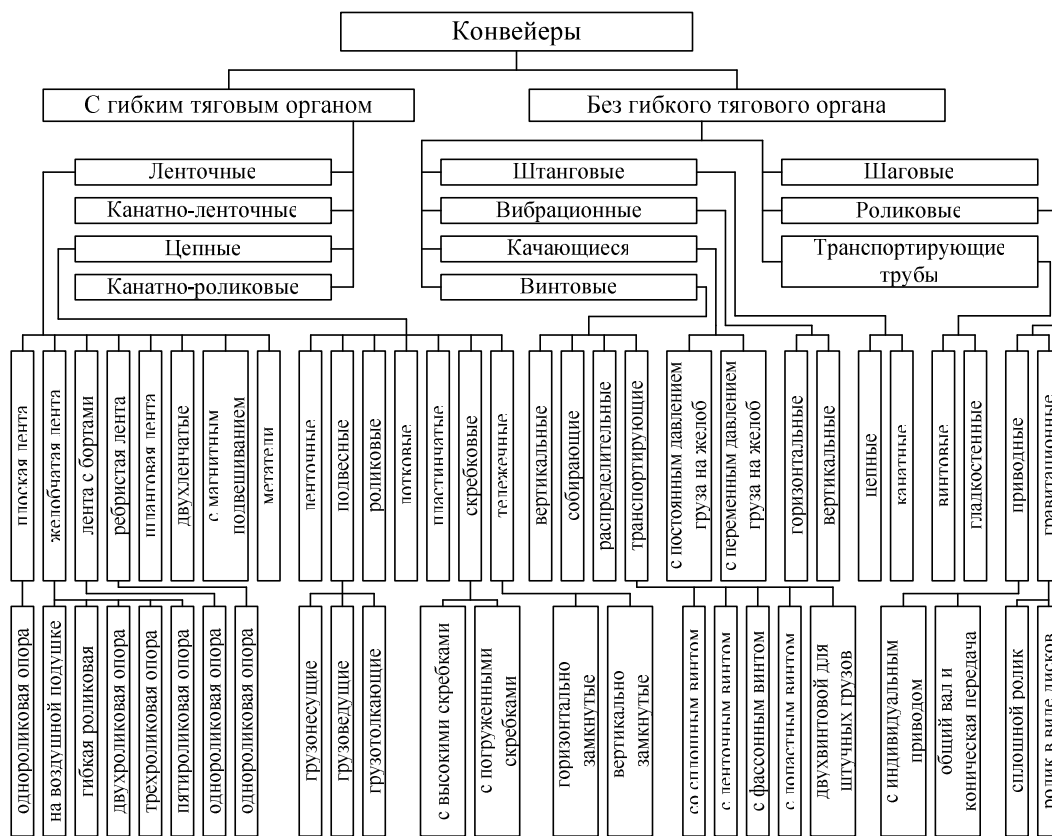 Конвейеры
С гибким тяговым органом
Без гибкого тягового органа
Ленточные
Канатно-ленточные
Цепные
Канатно-роликовые
Штанговые
Вибрационные
Качающиеся
Винтовые
Шаговые
Роликовые
Транспортирующие
трубы
плоская лента
желобчатая лента
лента с бортами
ребристая лента
шланговая лента
двухленчатые
с магнитным
подвешиванием
метатели
ленточные
подвесные
роликовые
лотковые
пластинчатые
скребковые
тележечные
вертикальные
собирающие
распределительные
транспортирующие
с постоянным давлением
груза на желоб
с переменным давлением
груза на желоб
горизонтальные
вертикальные
цепные
канатные
винтовые
гладкостенные
приводные
гравитационные
однороликовая опора
на воздушной подушке
гибкая роликовая
двухроликовая опора
трехроликовая опора
пятироликовая опора
однороликовая опора
однороликовая опора
грузонесущие
грузоведущие
грузотолкающие
с высокими скребками
с погруженными
скребками
горизонтально
замкнутые
вертикально
замкнутые
со сплошным винтом
с ленточным винтом
с фассонным винтом
с лопастным винтом
двухвинтовой для
штучных грузов
с индивидуальным
приводом
общий вал и
коническая передача
сплошной ролик
ролик в виде дисков